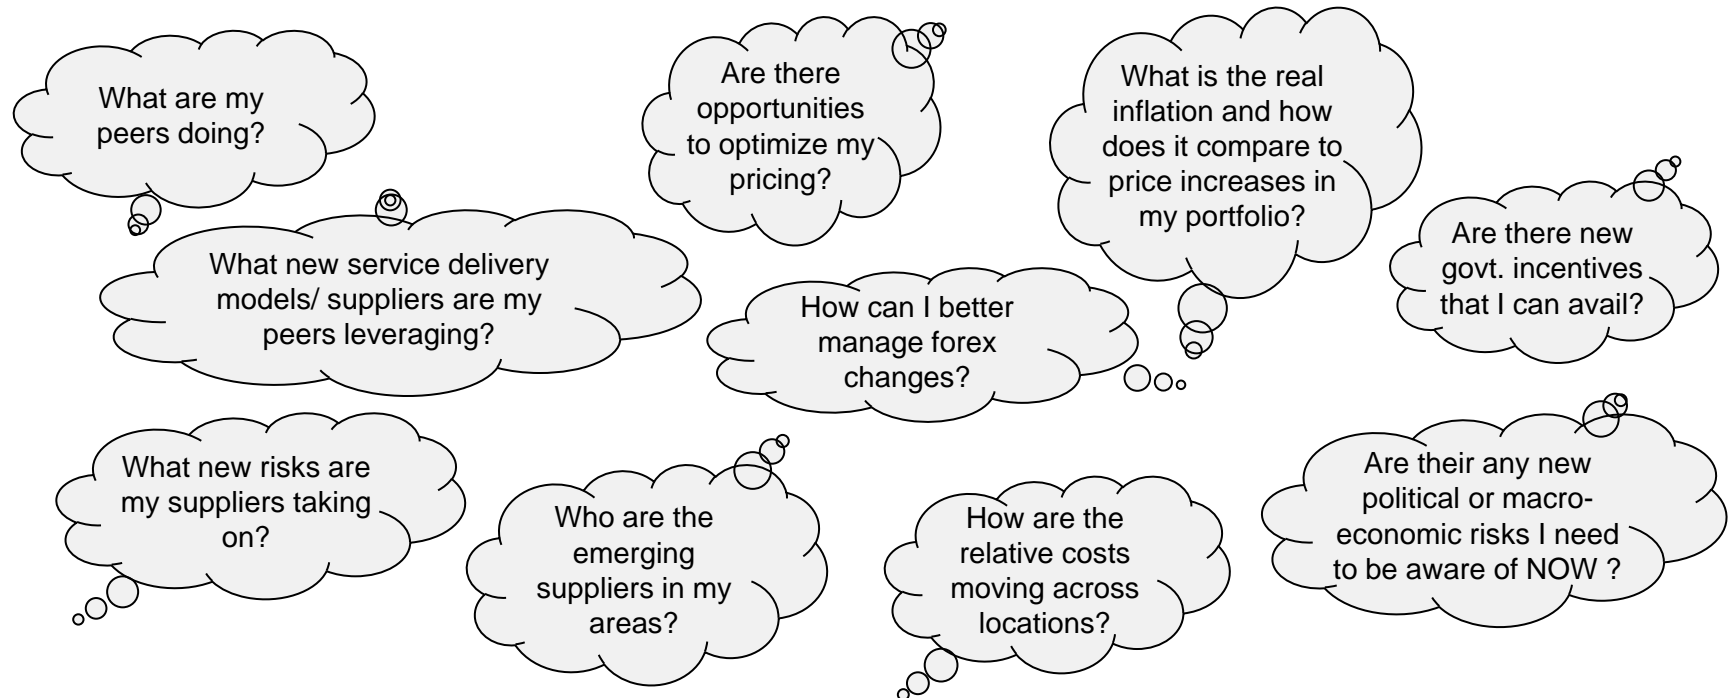 What are my
peers doing?
Are there
opportunities
to optimize my
pricing?
What is the real
inflation and how
does it compare to
price increases in
my portfolio?
Are there new
govt. incentives
that I can avail?
What new service delivery
models/ suppliers are my
peers leveraging?
How can I better
manage forex
changes?
What new risks are
my suppliers taking
on?
Who are the
emerging
suppliers in my
areas?
How are the
relative costs
moving across
locations?
Are their any new
political or macro-
economic risks I need
to be aware of NOW ?